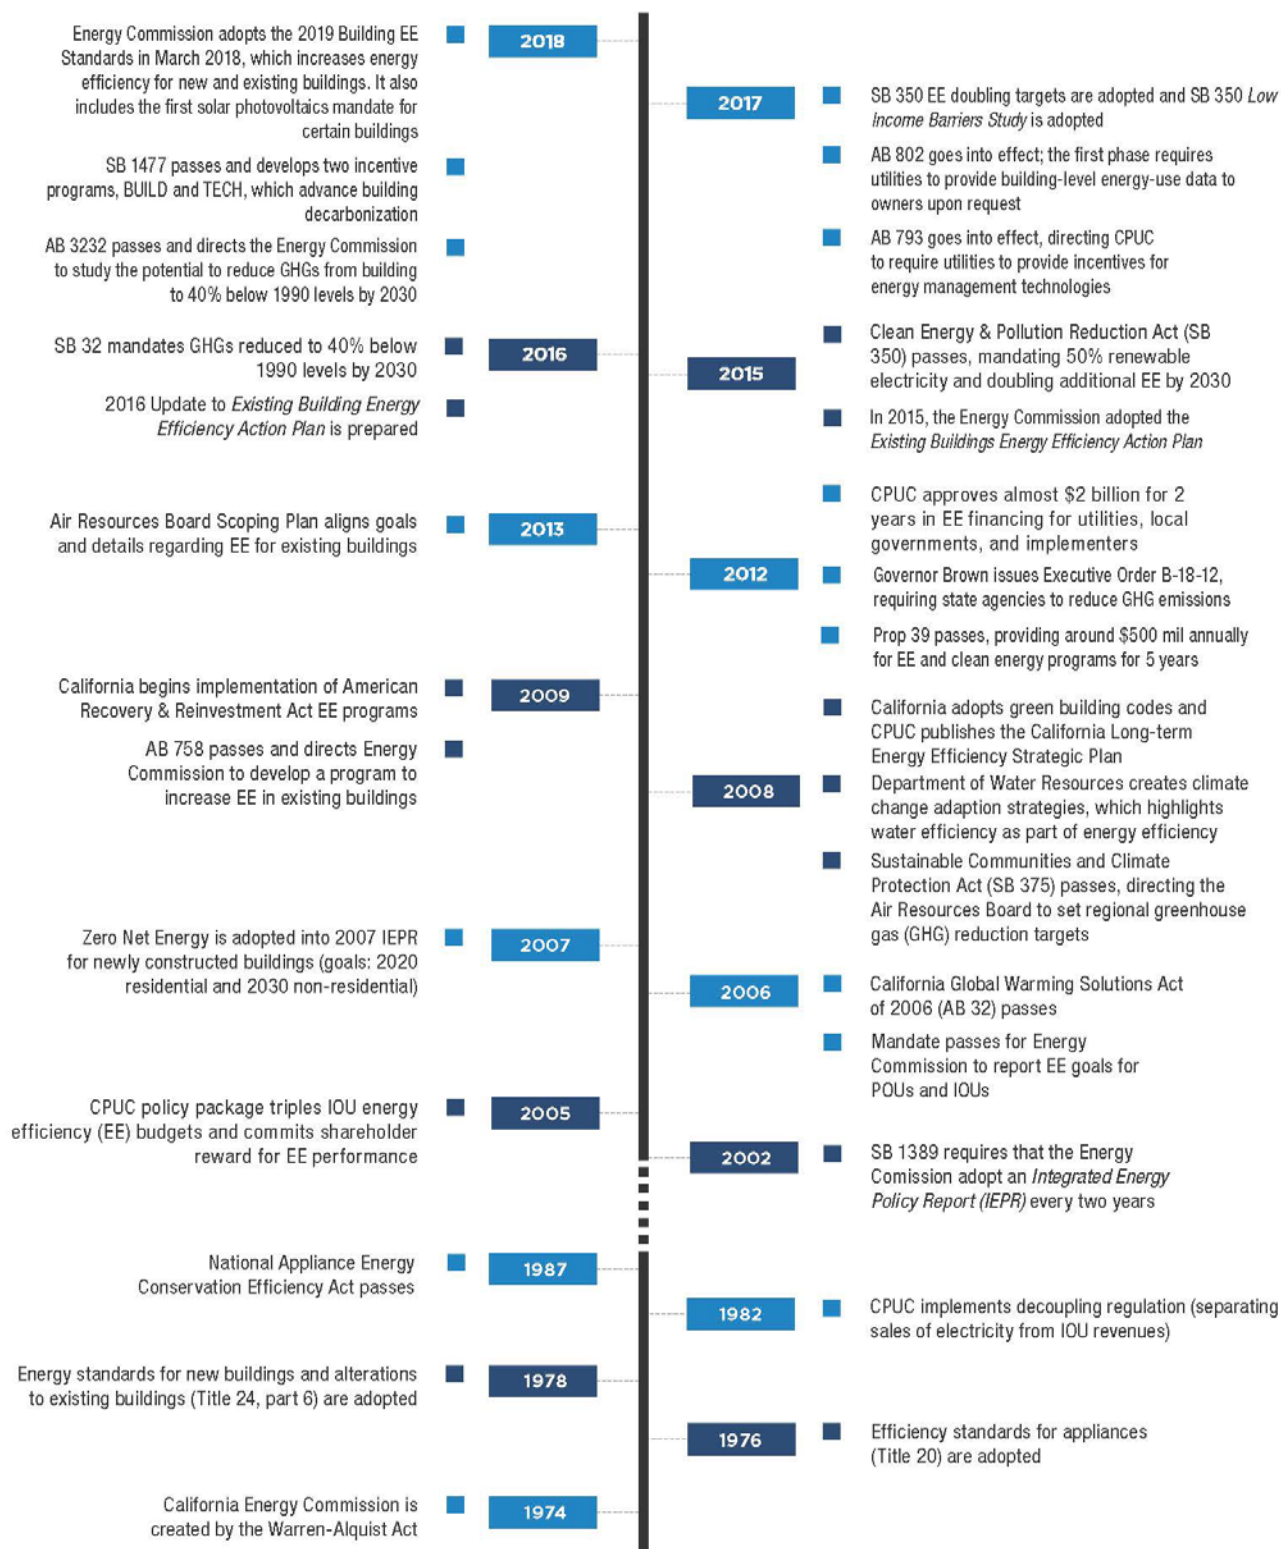 2018
Energy Commission adopts the 2019 Building EE
Standards in March 2018, which increases energy
efficiency for new and existing buildings. It also
includes the first solar photovoltaics mandate for
certain buildings
SB 1477 passes and develops two incentive
programs, BUILD and TECH, which advance building
decarbonization
AB 3232 passes and directs the Energy Commission
to study the potential to reduce GHGs from building
to 40% below 1990 levels by 2030
2017
SB 350 EE doubling targets are adopted and SB 350 Low
Income Barriers Study is adopted
AB 802 goes into effect; the first phase requires
utilities to provide building-level energy-use data to
owners upon request
AB 793 goes into effect, directing CPUC
to require utilities to provide incentives for
energy management technologies
2016
SB 32 mandates GHGs reduced to 40% below
1990 levels by 2030
2016 Update to Existing Building Energy
Efficiency Action Plan is prepared
2015
Clean Energy & Pollution Reduction Act (SB
350) passes, mandating 50% renewable
electricity and doubling additional EE by 2030
In 2015, the Energy Commission adopted the
Existing Buildings Energy Efficiency Action Plan
2013
Air Resources Board Scoping Plan aligns goals
and details regarding EE for existing buildings
2012
CPUC approves almost $2 billion for 2
years in EE financing for utilities, local
governments, and implementers
Governor Brown issues Executive Order B-18-12,
requiring state agencies to reduce GHG emissions
Prop 39 passes, providing around $500 mil annually
for EE and clean energy programs for 5 years
2009
California begins implementation of American
Recovery & Reinvestment Act EE programs
AB 758 passes and directs Energy
Commission to develop a program to
increase EE in existing buildings
2008
California adopts green building codes and
CPUC publishes the California Long-term
Energy Efficiency Strategic Plan
Department of Water Resources creates climate
change adaption strategies, which highlights
water efficiency as part of energy efficiency
Sustainable Communities and Climate
Protection Act (SB 375) passes, directing the
Air Resources Board to set regional greenhouse
gas (GHG) reduction targets
2007
Zero Net Energy is adopted into 2007 IEPR
for newly constructed buildings (goals: 2020
residential and 2030 non-residential)
2006
California Global Warming Solutions Act
of 2006 (AB 32) passes
Mandate passes for Energy
Commission to report EE goals for
POUs and IOUs
2005
CPUC policy package triples IOU energy
efficiency (EE) budgets and commits shareholder
reward for EE performance
2002
SB 1389 requires that the Energy
Comission adopt an Integrated Energy
Policy Report (IEPR) every two years
1987
National Appliance Energy
Conservation Efficiency Act passes
1982
CPUC implements decoupling regulation (separating
sales of electricity from IOU revenues)
1978
Energy standards for new buildings and alterations
to existing buildings (Title 24, part 6) are adopted
1976
Efficiency standards for appliances
(Title 20) are adopted
1974
California Energy Commission is
created by the Warren-Alquist Act